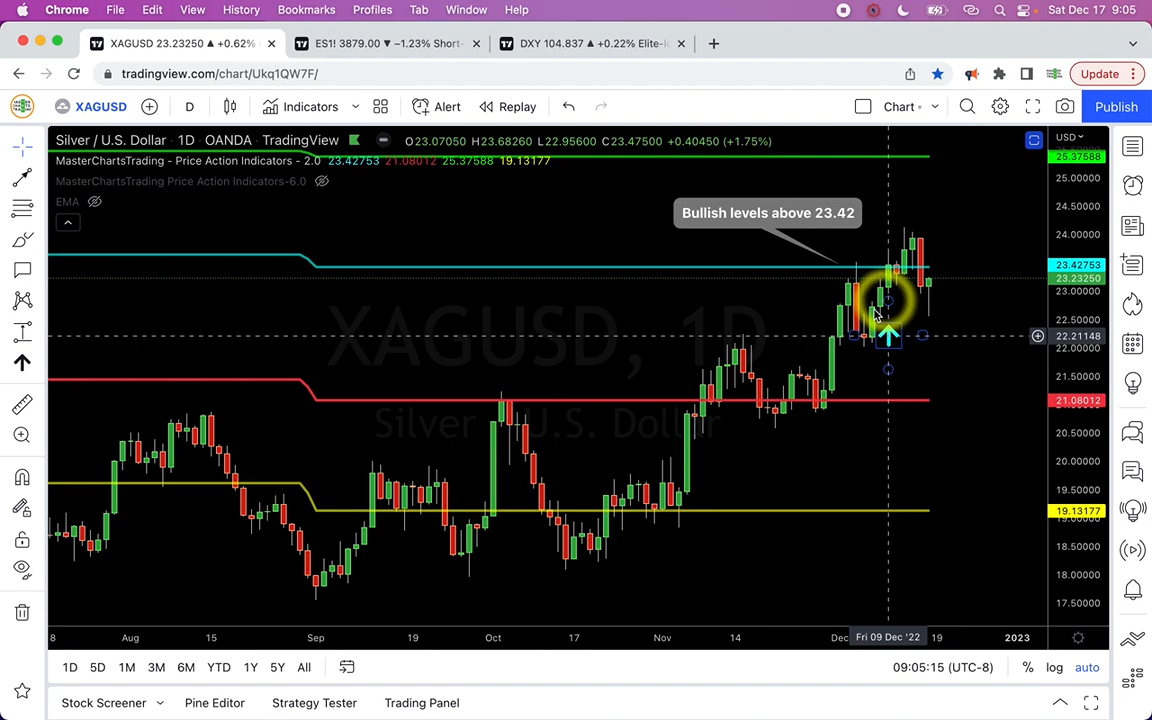 Chrome File Edit View History Bookmarks Profiles Tab Window Help Sat Dec 17 9:05
XAGUSD 23.23250 ▲ +0.62% ES1! 3879.00 ▼ −1.23% Short- DXY 104.837 ▲ +0.22% Elite-
tradingview.com/chart/Ukq1QW7F/ Update
XAGUSD D Indicators Alert Replay Chart Publish
Silver / U.S. Dollar · 1D · OANDA · TradingView O23.07050 H23.68260 L22.95600 C23.47500 +0.40450 (+1.75%)
MasterChartsTrading - Price Action Indicators - 2.0 23.42753 21.08012 25.37588 19.13177
MasterChartsTrading Price Action Indicators-6.0
EMA
Bullish levels above 23.42
XAGUSD, 1D
Silver / U.S. Dollar
USD
25.37588
25.00000
24.50000
24.00000
23.42753
23.23250
23.00000
22.50000
22.21148
22.00000
21.50000
21.08012
20.50000
20.00000
19.50000
19.13177
19.00000
18.50000
18.00000
17.50000
8 Aug 15 Sep 19 Oct 17 Nov 14 Dec Fri 09 Dec '22 19 2023
1D 5D 1M 3M 6M YTD 1Y 5Y All 09:05:15 (UTC-8) % log auto
Stock Screener Pine Editor Strategy Tester Trading Panel